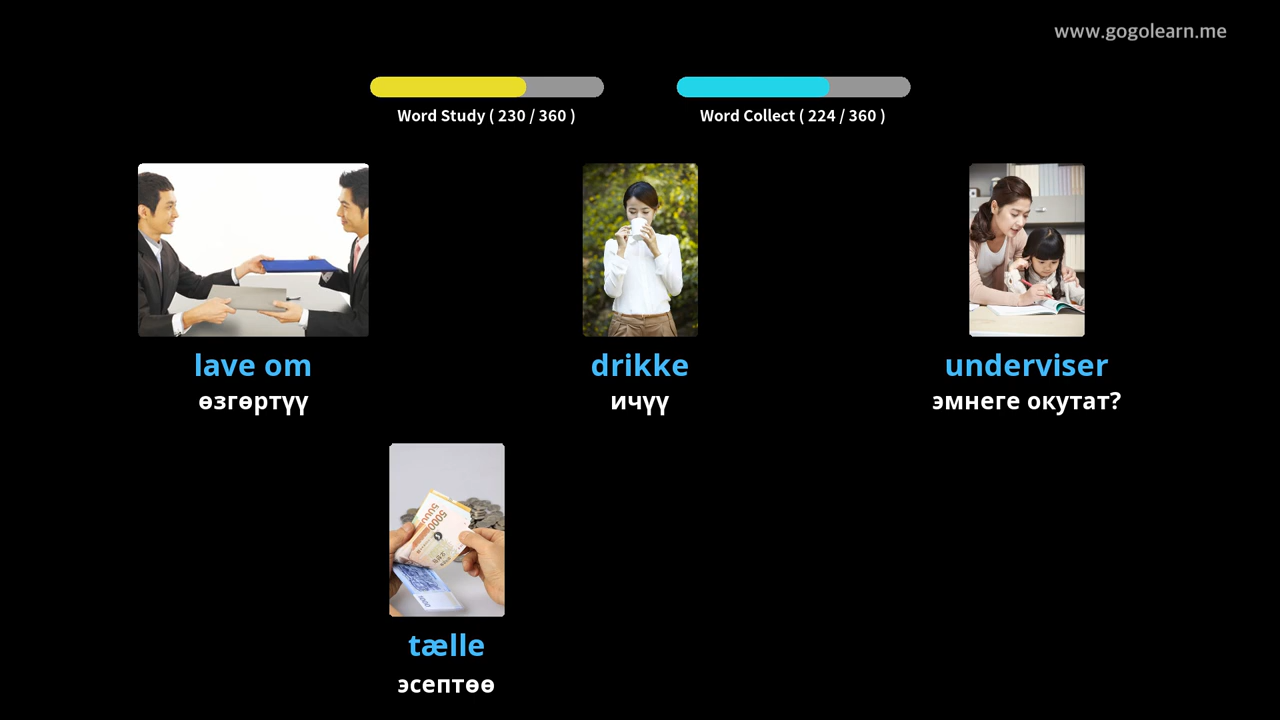 www.gogolearn.me
Word Study ( 230 / 360 )
Word Collect ( 224 / 360 )
lave om
drikke
underviser
өзгөртүү
ичүү
эмнеге окутат?
5000
tælle
эсептөө